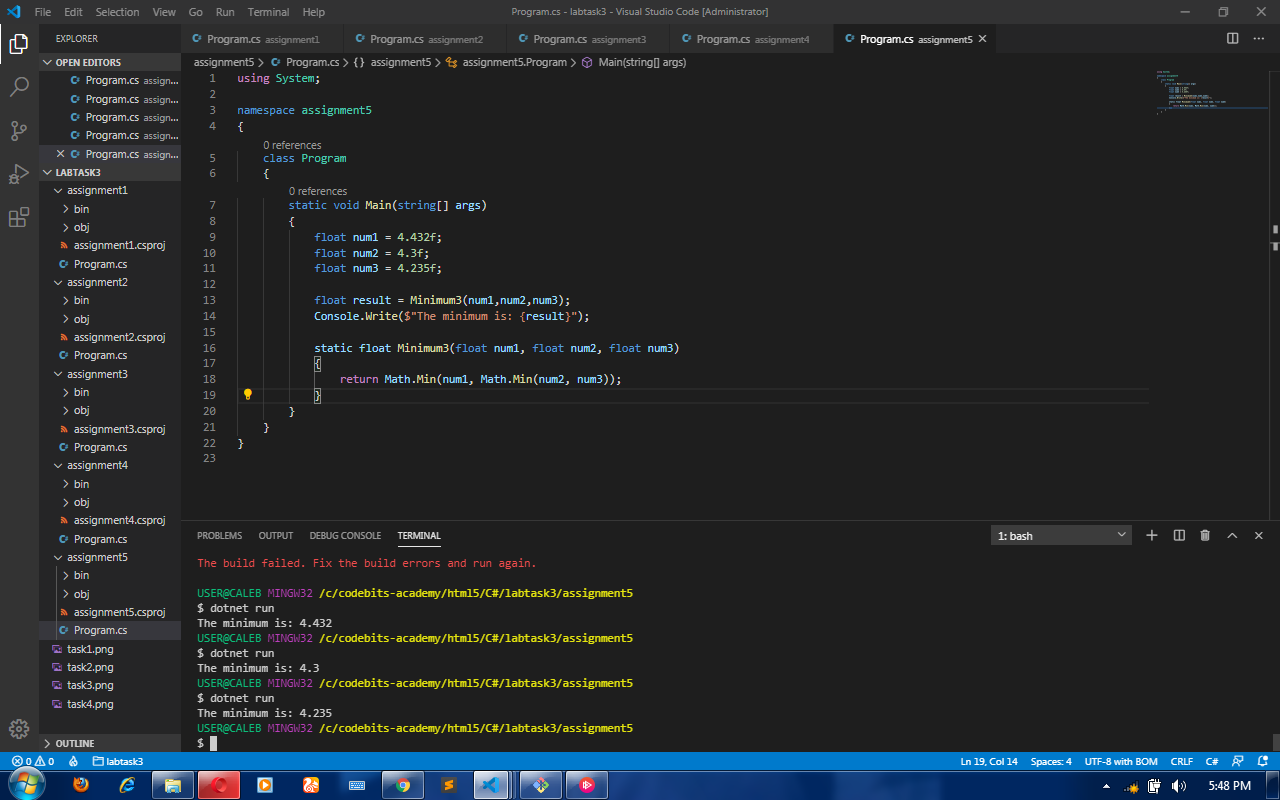 File Edit Selection View Go Run Terminal Help Program.cs - labtask3 - Visual Studio Code [Administrator]
EXPLORER
OPEN EDITORS
Program.cs assign...
Program.cs assign...
Program.cs assign...
Program.cs assign...
Program.cs assign...
LABTASK3
assignment1
bin
obj
assignment1.csproj
Program.cs
assignment2
bin
obj
assignment2.csproj
Program.cs
assignment3
bin
obj
assignment3.csproj
Program.cs
assignment4
bin
obj
assignment4.csproj
Program.cs
assignment5
bin
obj
assignment5.csproj
Program.cs
task1.png
task2.png
task3.png
task4.png
OUTLINE
Program.cs assignment1 Program.cs assignment2 Program.cs assignment3 Program.cs assignment4 Program.cs assignment5
assignment5 > Program.cs > {} assignment5 > assignment5.Program > Main(string[] args)
1 using System;
2
3 namespace assignment5
4 {
0 references
5 class Program
6 {
0 references
7 static void Main(string[] args)
8 {
9 float num1 = 4.432f;
10 float num2 = 4.3f;
11 float num3 = 4.235f;
12
13 float result = Minimum3(num1,num2,num3);
14 Console.Write($"The minimum is: {result}");
15
16 static float Minimum3(float num1, float num2, float num3)
17 {
18 return Math.Min(num1, Math.Min(num2, num3));
19 }
20 }
21 }
22 }
23
PROBLEMS OUTPUT DEBUG CONSOLE TERMINAL 1: bash
The build failed. Fix the build errors and run again.
USER@CALEB MINGW32 /c/codebits-academy/html5/C#/labtask3/assignment5
$ dotnet run
The minimum is: 4.432
USER@CALEB MINGW32 /c/codebits-academy/html5/C#/labtask3/assignment5
$ dotnet run
The minimum is: 4.3
USER@CALEB MINGW32 /c/codebits-academy/html5/C#/labtask3/assignment5
$ dotnet run
The minimum is: 4.235
USER@CALEB MINGW32 /c/codebits-academy/html5/C#/labtask3/assignment5
$
0 0 labtask3 Ln 19, Col 14 Spaces: 4 UTF-8 with BOM CRLF C#
5:48 PM